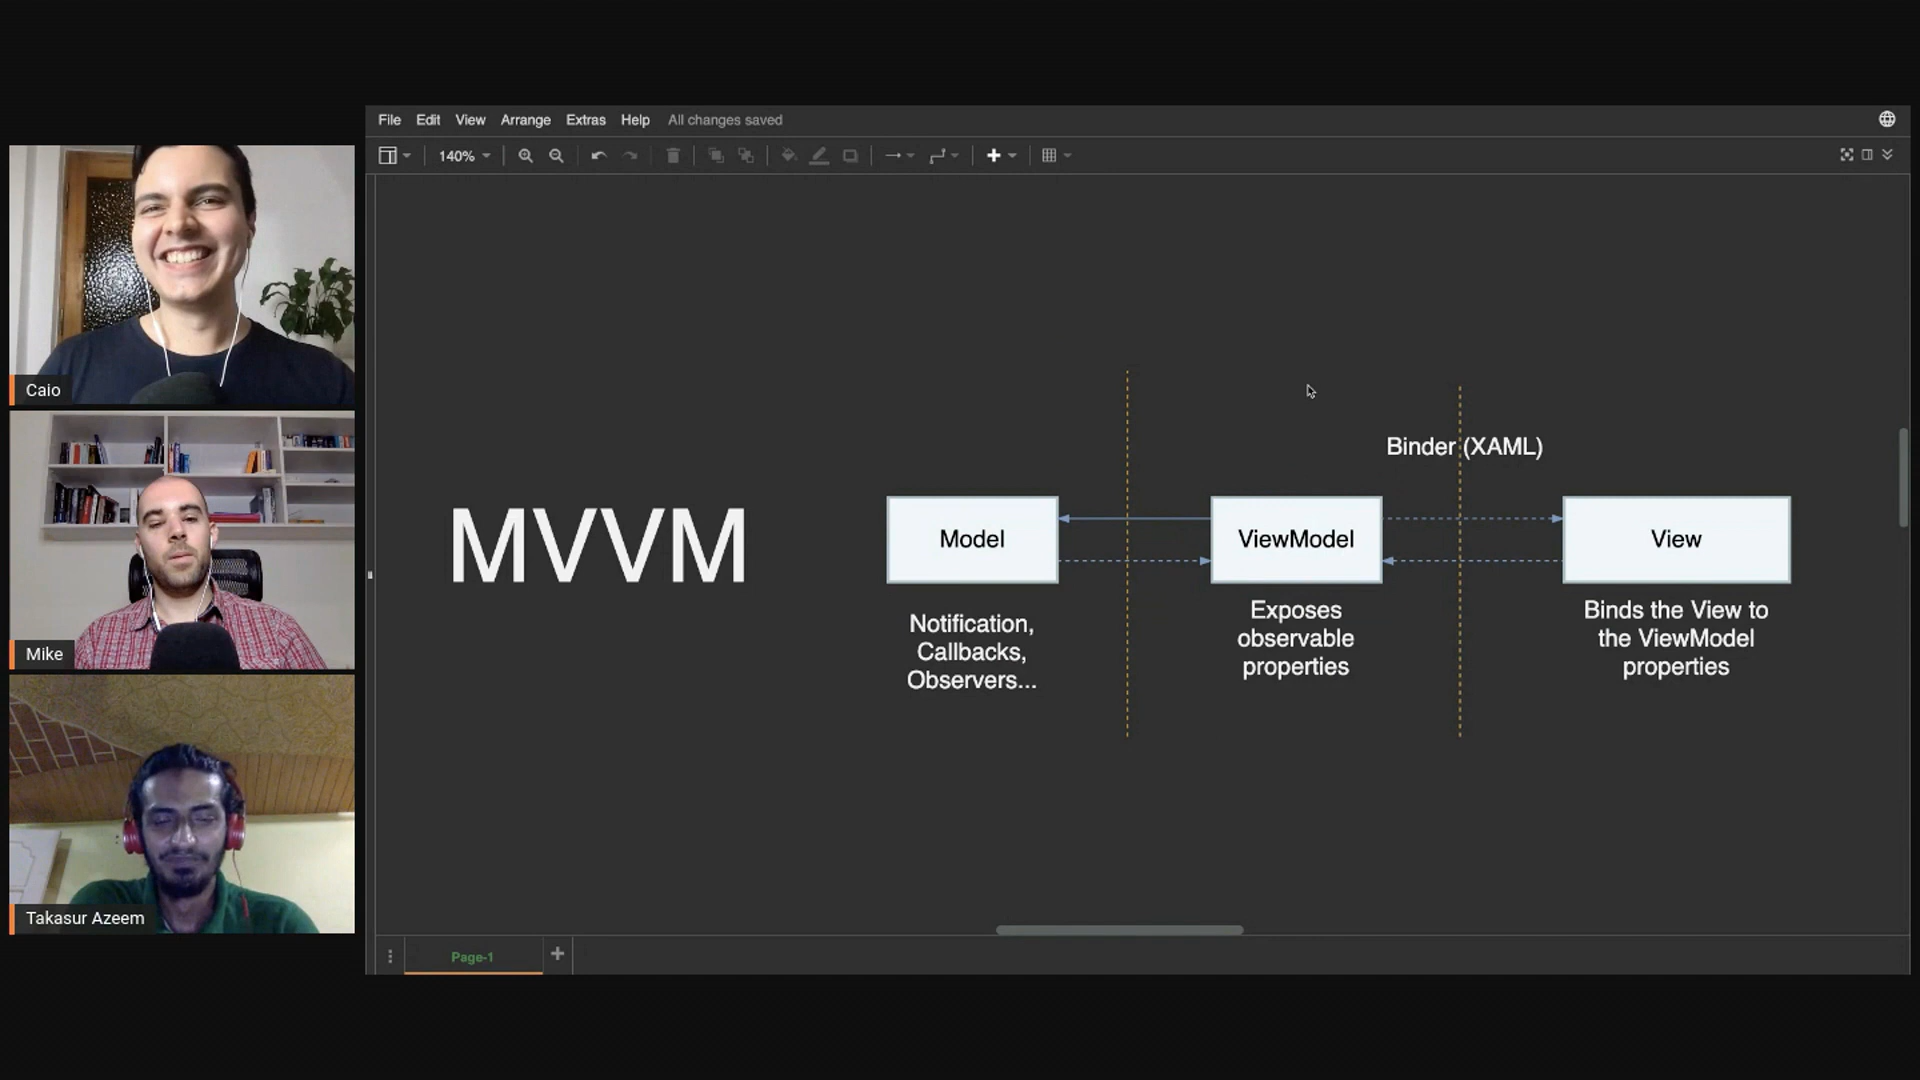 File Edit View Arrange Extras Help All changes saved
140%
Caio
Mike
Takasur Azeem
MVVM
Binder (XAML)
Model
ViewModel
View
Notification,
Callbacks,
Observers...
Exposes
observable
properties
Binds the View to
the ViewModel
properties
Page-1